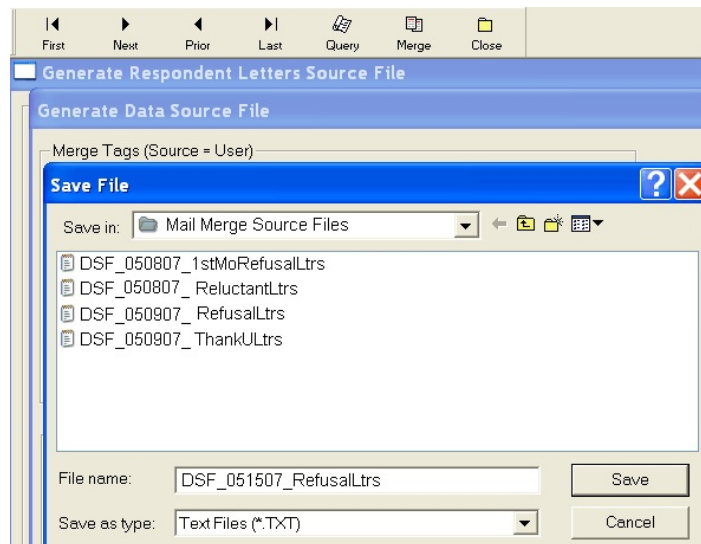 First Next Prior Last Query Merge Close
Generate Respondent Letters Source File
Generate Data Source File
Merge Tags (Source = User)
Save File
Save in: Mail Merge Source Files
DSF_050807_1stMoRefusalLtrs
DSF_050807_ ReluctantLtrs
DSF_050907_ RefusalLtrs
DSF_050907_ ThankULtrs
File name: DSF_051507_RefusalLtrs Save
Save as type: Text Files (*.TXT) Cancel